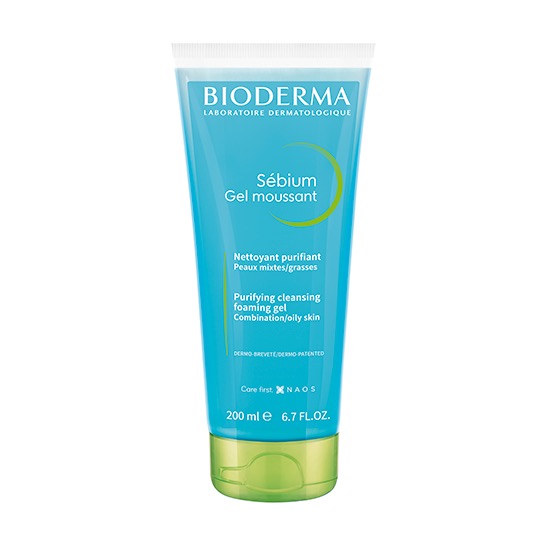 BIODERMA
LABORATOIRE DERMATOLOGIQUE
Sébium
Gel moussant
Nettoyant purifiant
Peaux mixtes/grasses
Purifying cleansing
foaming gel
Combination/oily skin
DERMO-BREVETÉ/DERMO-PATENTED
Care first. NAOS
200 ml e 6.7 FL.OZ.